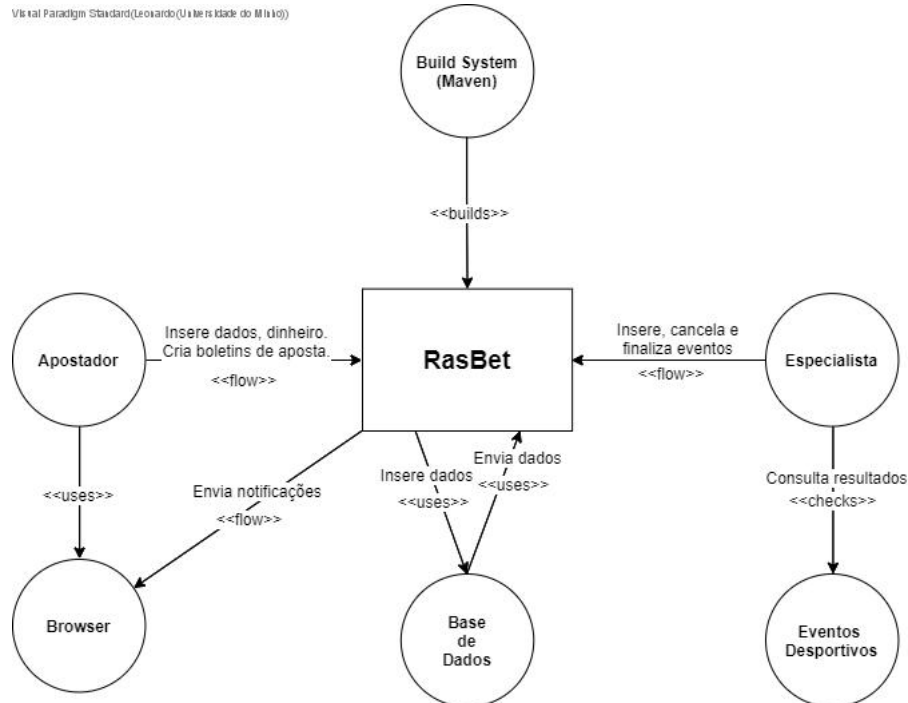 Visual Paradigm Standard(Leonardo(Universidade do Minho))
Build System
(Maven)
<<builds>>
Apostador
Insere dados, dinheiro.
Cria boletins de aposta.
<<flow>>
RasBet
Insere, cancela e
finaliza eventos
<<flow>>
Especialista
<<uses>>
Envia notificações
<<flow>>
Insere dados
<<uses>>
Envia dados
<<uses>>
Consulta resultados
<<checks>>
Browser
Base
de
Dados
Eventos
Desportivos